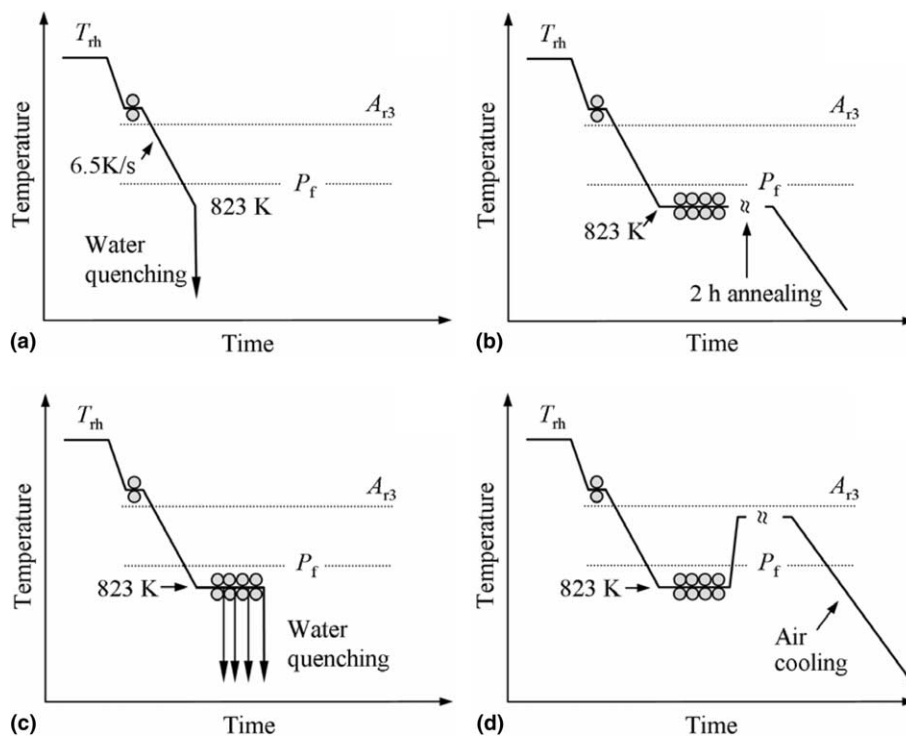 T_rh
A_r3
6.5K/s
P_f
823 K
Water
quenching
Temperature
Time
(a)
T_rh
A_r3
P_f
823 K
≈
2 h annealing
Temperature
Time
(b)
T_rh
A_r3
P_f
823 K
Water
quenching
Temperature
Time
(c)
T_rh
A_r3
≈
P_f
823 K
Air
cooling
Temperature
Time
(d)